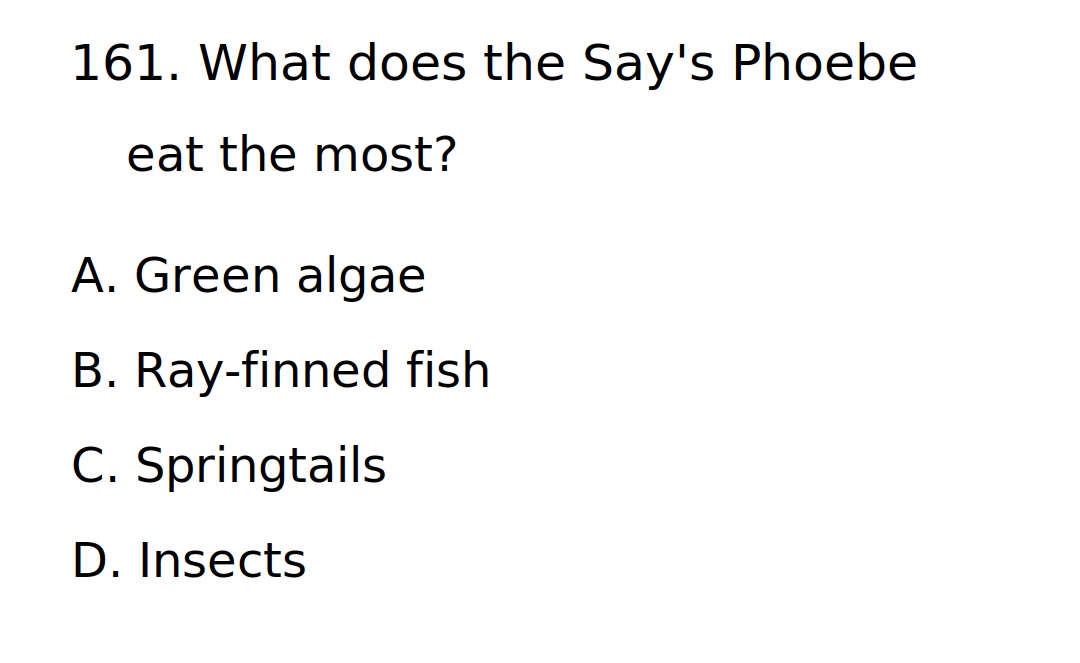 161. What does the Say's Phoebe
eat the most?
A. Green algae
B. Ray-finned fish
C. Springtails
D. Insects